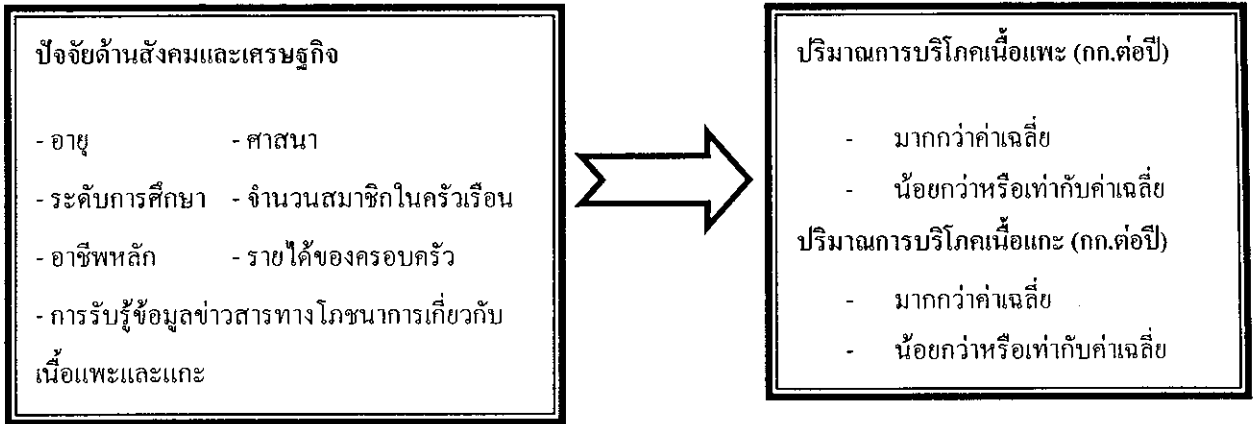 ปัจจัยด้านสังคมและเศรษฐกิจ
- อายุ - ศาสนา
- ระดับการศึกษา - จำนวนสมาชิกในครัวเรือน
- อาชีพหลัก - รายได้ของครอบครัว
- การรับรู้ข้อมูลข่าวสารทางโภชนาการเกี่ยวกับ
เนื้อแพะและแกะ
ปริมาณการบริโภคเนื้อแพะ (กก.ต่อปี)
- มากกว่าค่าเฉลี่ย
- น้อยกว่าหรือเท่ากับค่าเฉลี่ย
ปริมาณการบริโภคเนื้อแกะ (กก.ต่อปี)
- มากกว่าค่าเฉลี่ย
- น้อยกว่าหรือเท่ากับค่าเฉลี่ย